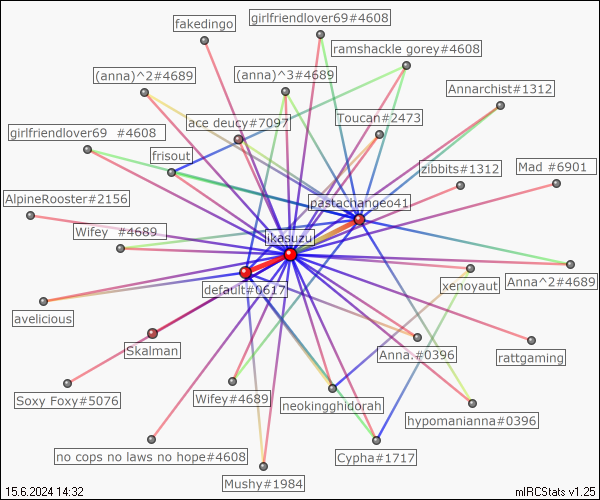 girlfriendlover69#4608
fakedingo
ramshackle gorey#4608
(anna)^2#4689
(anna)^3#4689
Annarchist#1312
ace deucy#7097
Toucan#2473
girlfriendlover69  #4608
frisout
zibbits#1312
Mad #6901
AlpineRooster#2156
pastachangeo41
Wifey  #4689
ikasuzu
default#0617
xenoyaut
Anna^2#4689
avelicious
Skalman
Anna.#0396
rattgaming
Soxy Foxy#5076
Wifey#4689
neokingghidorah
hypomanianna#0396
no cops no laws no hope#4608
Cypha#1717
Mushy#1984
15.6.2024 14:32
mIRCStats v1.25